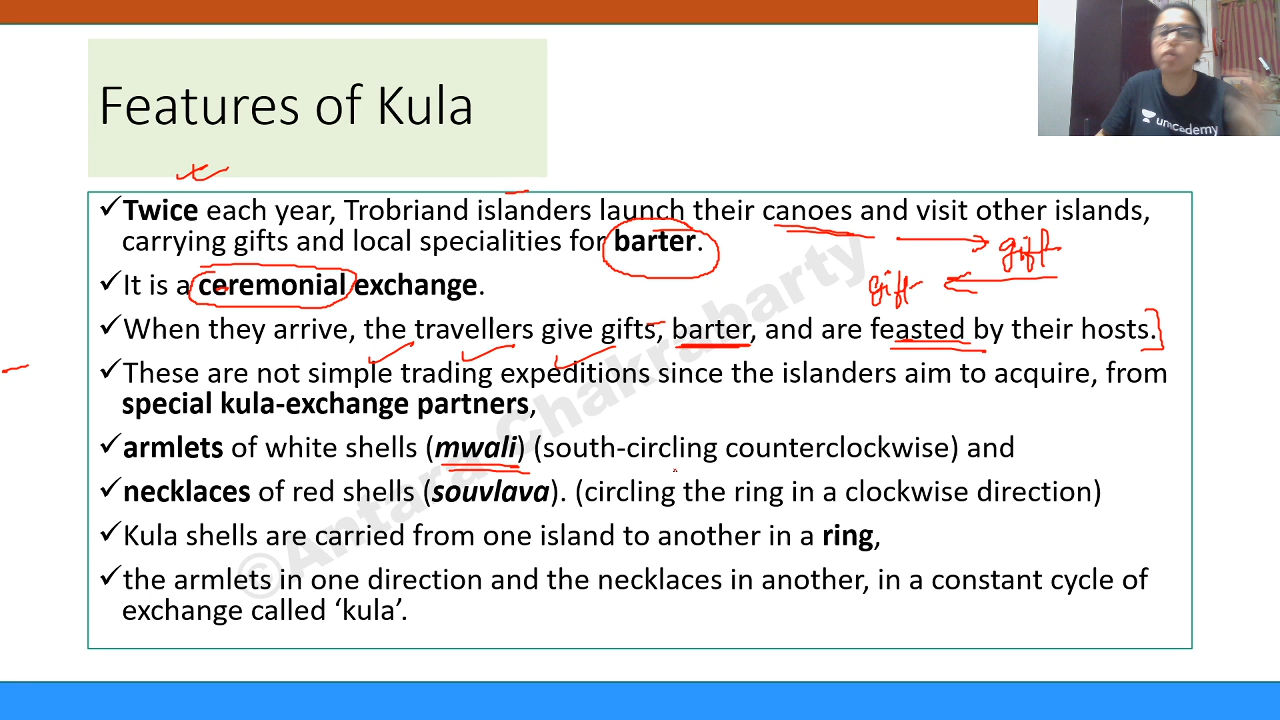 Features of Kula
unacademy
✓Twice each year, Trobriand islanders launch their canoes and visit other islands,
carrying gifts and local specialities for barter.
gift
✓It is a ceremonial exchange.
gift
✓When they arrive, the travellers give gifts, barter, and are feasted by their hosts.
✓These are not simple trading expeditions since the islanders aim to acquire, from
special kula-exchange partners,
✓armlets of white shells (mwali) (south-circling counterclockwise) and
✓necklaces of red shells (souvlava). (circling the ring in a clockwise direction)
✓Kula shells are carried from one island to another in a ring,
✓the armlets in one direction and the necklaces in another, in a constant cycle of
exchange called ‘kula’.
©Antara Chakrabarty